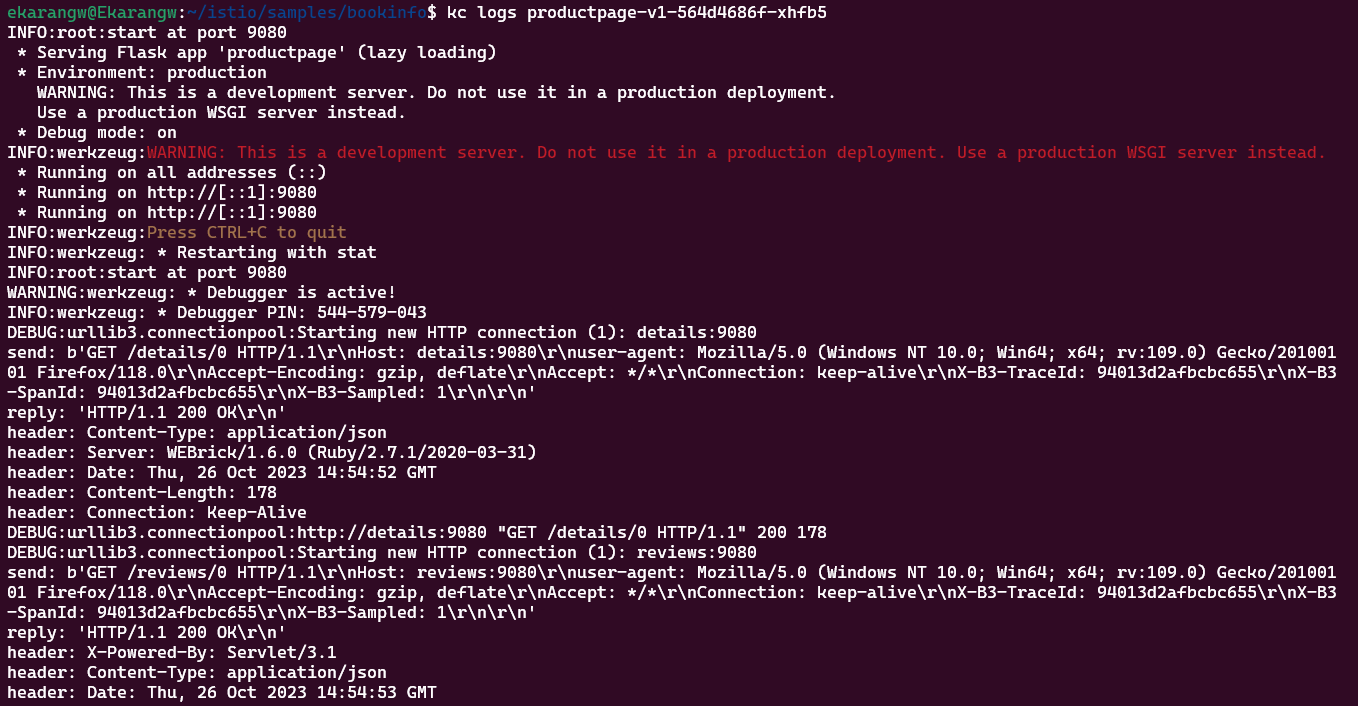 ekarangw@Ekarangw:~/istio/samples/bookinfo$ kc logs productpage-v1-564d4686f-xhfb5
INFO:root:start at port 9080
 * Serving Flask app 'productpage' (lazy loading)
 * Environment: production
   WARNING: This is a development server. Do not use it in a production deployment.
   Use a production WSGI server instead.
 * Debug mode: on
INFO:werkzeug:WARNING: This is a development server. Do not use it in a production deployment. Use a production WSGI server instead.
 * Running on all addresses (::)
 * Running on http://[::1]:9080
 * Running on http://[::1]:9080
INFO:werkzeug:Press CTRL+C to quit
INFO:werkzeug: * Restarting with stat
INFO:root:start at port 9080
WARNING:werkzeug: * Debugger is active!
INFO:werkzeug: * Debugger PIN: 544-579-043
DEBUG:urllib3.connectionpool:Starting new HTTP connection (1): details:9080
send: b'GET /details/0 HTTP/1.1\r\nHost: details:9080\r\nuser-agent: Mozilla/5.0 (Windows NT 10.0; Win64; x64; rv:109.0) Gecko/201001
01 Firefox/118.0\r\nAccept-Encoding: gzip, deflate\r\nAccept: */*\r\nConnection: keep-alive\r\nX-B3-TraceId: 94013d2afbcbc655\r\nX-B3
-SpanId: 94013d2afbcbc655\r\nX-B3-Sampled: 1\r\n\r\n'
reply: 'HTTP/1.1 200 OK\r\n'
header: Content-Type: application/json
header: Server: WEBrick/1.6.0 (Ruby/2.7.1/2020-03-31)
header: Date: Thu, 26 Oct 2023 14:54:52 GMT
header: Content-Length: 178
header: Connection: Keep-Alive
DEBUG:urllib3.connectionpool:http://details:9080 "GET /details/0 HTTP/1.1" 200 178
DEBUG:urllib3.connectionpool:Starting new HTTP connection (1): reviews:9080
send: b'GET /reviews/0 HTTP/1.1\r\nHost: reviews:9080\r\nuser-agent: Mozilla/5.0 (Windows NT 10.0; Win64; x64; rv:109.0) Gecko/201001
01 Firefox/118.0\r\nAccept-Encoding: gzip, deflate\r\nAccept: */*\r\nConnection: keep-alive\r\nX-B3-TraceId: 94013d2afbcbc655\r\nX-B3
-SpanId: 94013d2afbcbc655\r\nX-B3-Sampled: 1\r\n\r\n'
reply: 'HTTP/1.1 200 OK\r\n'
header: X-Powered-By: Servlet/3.1
header: Content-Type: application/json
header: Date: Thu, 26 Oct 2023 14:54:53 GMT